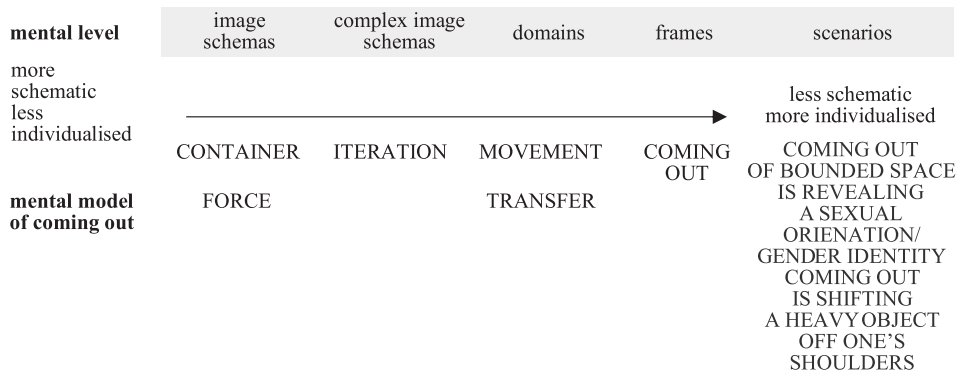 mental level
image
schemas
complex image
schemas
domains
frames
scenarios
more
schematic
less
individualised
less schematic
more individualised
CONTAINER
ITERATION
MOVEMENT
COMING
OUT
COMING OUT
OF BOUNDED SPACE
IS REVEALING
A SEXUAL
ORIENATION/
GENDER IDENTITY
COMING OUT
IS SHIFTING
A HEAVY OBJECT
OFF ONE'S
SHOULDERS
mental model
of coming out
FORCE
TRANSFER